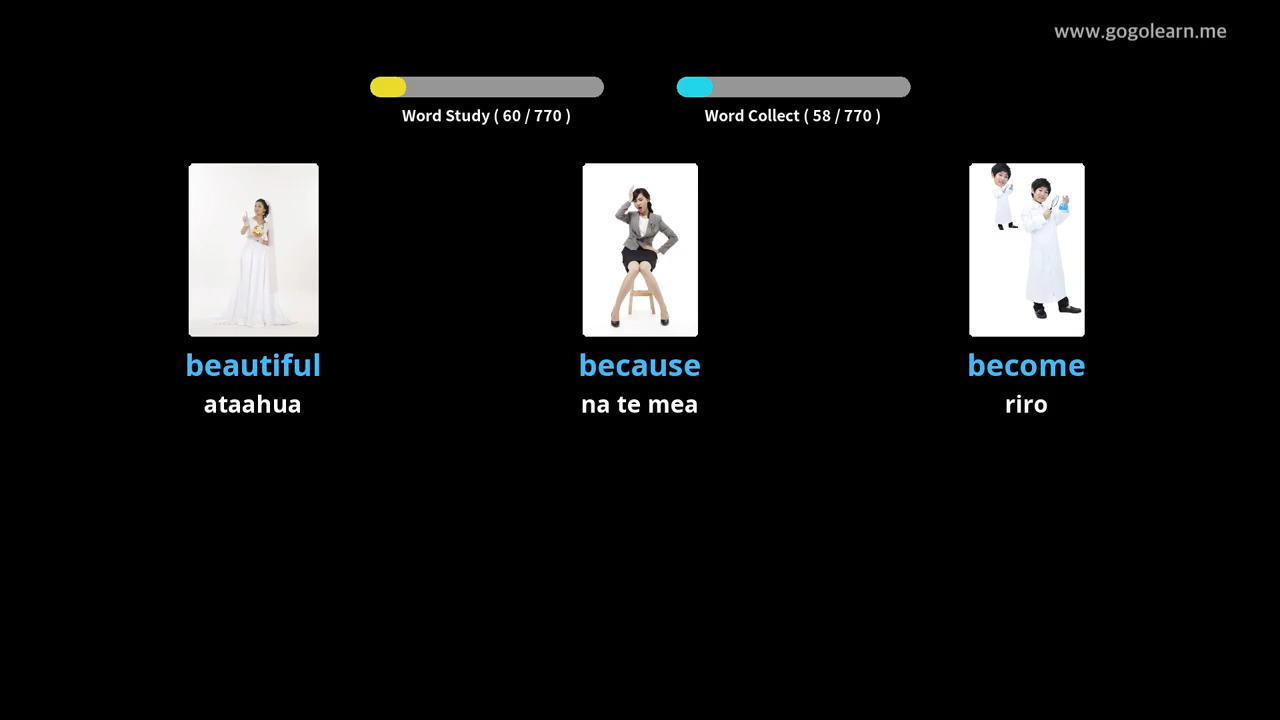 www.gogolearn.me
Word Study ( 60 / 770 )
Word Collect ( 58 / 770 )
beautiful
ataahua
because
na te mea
become
riro